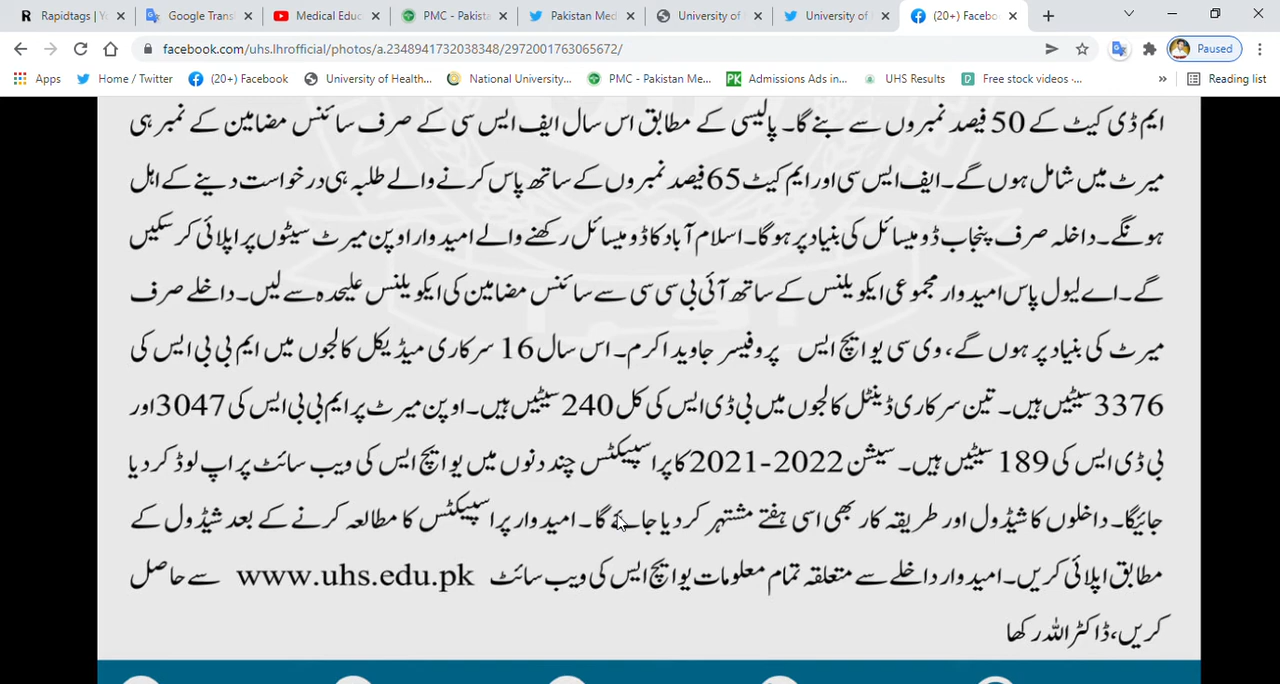 Rapidtags | Y
Google Trans
Medical Educ
PMC - Pakista
Pakistan Med
University of H
University of
(20+) Facebo
facebook.com/uhs.lhrofficial/photos/a.2348941732038348/2972001763065672/
Paused
Apps
Home / Twitter
(20+) Facebook
University of Health...
National University...
PMC - Pakistan Me...
Admissions Ads in...
UHS Results
Free stock videos -...
»
Reading list
ایم ڈی کیٹ کے 50 فیصد نمبروں سے بنے گا۔ پالیسی کے مطابق اس سال ایف ایس سی کے صرف سائنس مضامین کے نمبر ہی
میرٹ میں شامل ہوں گے۔ ایف ایس سی اور ایم کیٹ 65 فیصد نمبروں کے ساتھ پاس کرنے والے طلبہ ہی درخواست دینے کے اہل
ہونگے۔ داخلہ صرف پنجاب ڈومیسائل کی بنیاد پر ہوگا۔ اسلام آباد کا ڈومیسائل رکھنے والے امیدوار اوپن میرٹ سیٹوں پر اپلائی کر سکیں
گے۔ اے لیول پاس امیدوار مجموعی ایکویلنس کے ساتھ آئی بی سی سی سے سائنس مضامین کی ایکویلنس علیحدہ سے لیں۔ داخلے صرف
میرٹ کی بنیاد پر ہوں گے، وی سی یو ایچ ایس پروفیسر جاوید اکرم۔ اس سال 16 سرکاری میڈیکل کالجوں میں ایم بی بی ایس کی
3376 سیٹیں ہیں۔ تین سرکاری ڈینٹل کالجوں میں بی ڈی ایس کی کل 240 سیٹیں ہیں۔ اوپن میرٹ پر ایم بی بی ایس کی 3047 اور
بی ڈی ایس کی 189 سیٹیں ہیں۔ سیشن 2022-2021 کا پراسپیکٹس چند دنوں میں یو ایچ ایس کی ویب سائٹ پر اپ لوڈ کر دیا
جائیگا۔ داخلوں کا شیڈول اور طریقہ کار بھی اسی ہفتے مشتہر کر دیا جائے گا۔ امیدوار پراسپیکٹس کا مطالعہ کرنے کے بعد شیڈول کے
مطابق اپلائی کریں۔ امیدوار داخلے سے متعلقہ تمام معلومات یو ایچ ایس کی ویب سائٹ www.uhs.edu.pk سے حاصل
کریں، ڈاکٹر اللہ رکھا